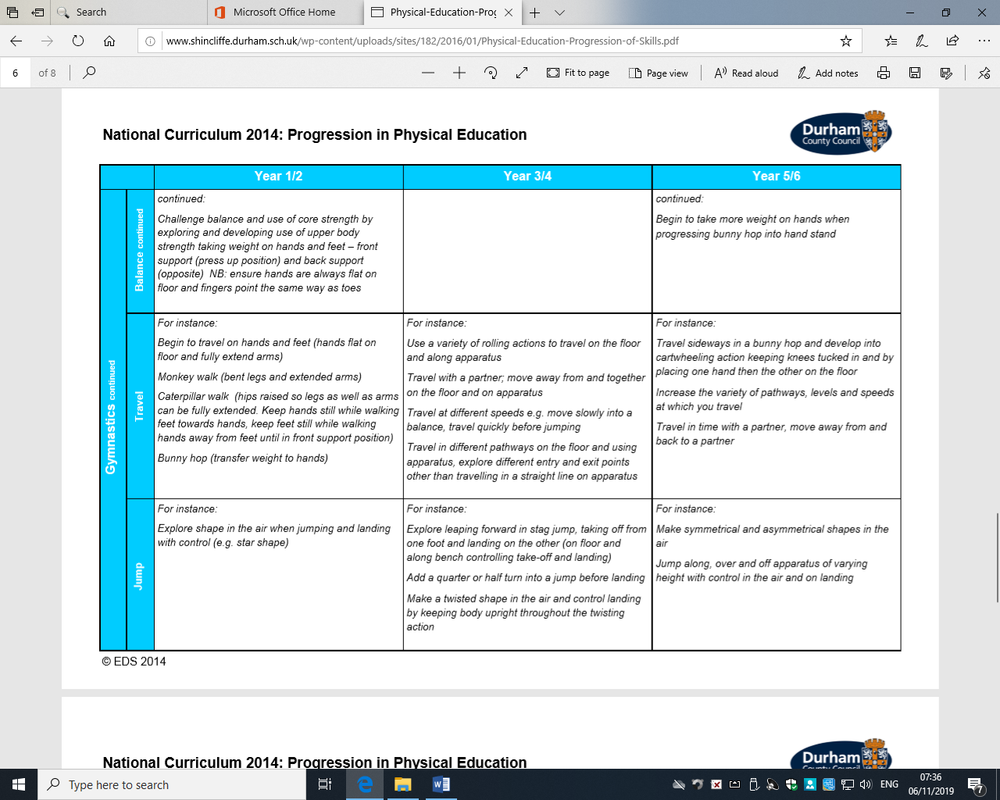 Search
Microsoft Office Home
Physical-Education-Prog
www.shincliffe.durham.sch.uk/wp-content/uploads/sites/182/2016/01/Physical-Education-Progression-of-Skills.pdf
6 of 8
Fit to page
Page view
Read aloud
Add notes
National Curriculum 2014: Progression in Physical Education
Durham
County Council
Year 1/2
Year 3/4
Year 5/6
Gymnastics continued
Balance continued
continued:
Challenge balance and use of core strength by
exploring and developing use of upper body
strength taking weight on hands and feet – front
support (press up position) and back support
(opposite) NB: ensure hands are always flat on
floor and fingers point the same way as toes
continued:
Begin to take more weight on hands when
progressing bunny hop into hand stand
Travel
For instance:
Begin to travel on hands and feet (hands flat on
floor and fully extend arms)
Monkey walk (bent legs and extended arms)
Caterpillar walk (hips raised so legs as well as arms
can be fully extended. Keep hands still while walking
feet towards hands, keep feet still while walking
hands away from feet until in front support position)
Bunny hop (transfer weight to hands)
For instance:
Use a variety of rolling actions to travel on the floor
and along apparatus
Travel with a partner; move away from and together
on the floor and on apparatus
Travel at different speeds e.g. move slowly into a
balance, travel quickly before jumping
Travel in different pathways on the floor and using
apparatus, explore different entry and exit points
other than travelling in a straight line on apparatus
For instance:
Travel sideways in a bunny hop and develop into
cartwheeling action keeping knees tucked in and by
placing one hand then the other on the floor
Increase the variety of pathways, levels and speeds
at which you travel
Travel in time with a partner, move away from and
back to a partner
Jump
For instance:
Explore shape in the air when jumping and landing
with control (e.g. star shape)
For instance:
Explore leaping forward in stag jump, taking off from
one foot and landing on the other (on floor and
along bench controlling take-off and landing)
Add a quarter or half turn into a jump before landing
Make a twisted shape in the air and control landing
by keeping body upright throughout the twisting
action
For instance:
Make symmetrical and asymmetrical shapes in the
air
Jump along, over and off apparatus of varying
height with control in the air and on landing
© EDS 2014
National Curriculum 2014: Progression in Physical Education
Durham
County Council
Type here to search
ENG
07:36
06/11/2019
7